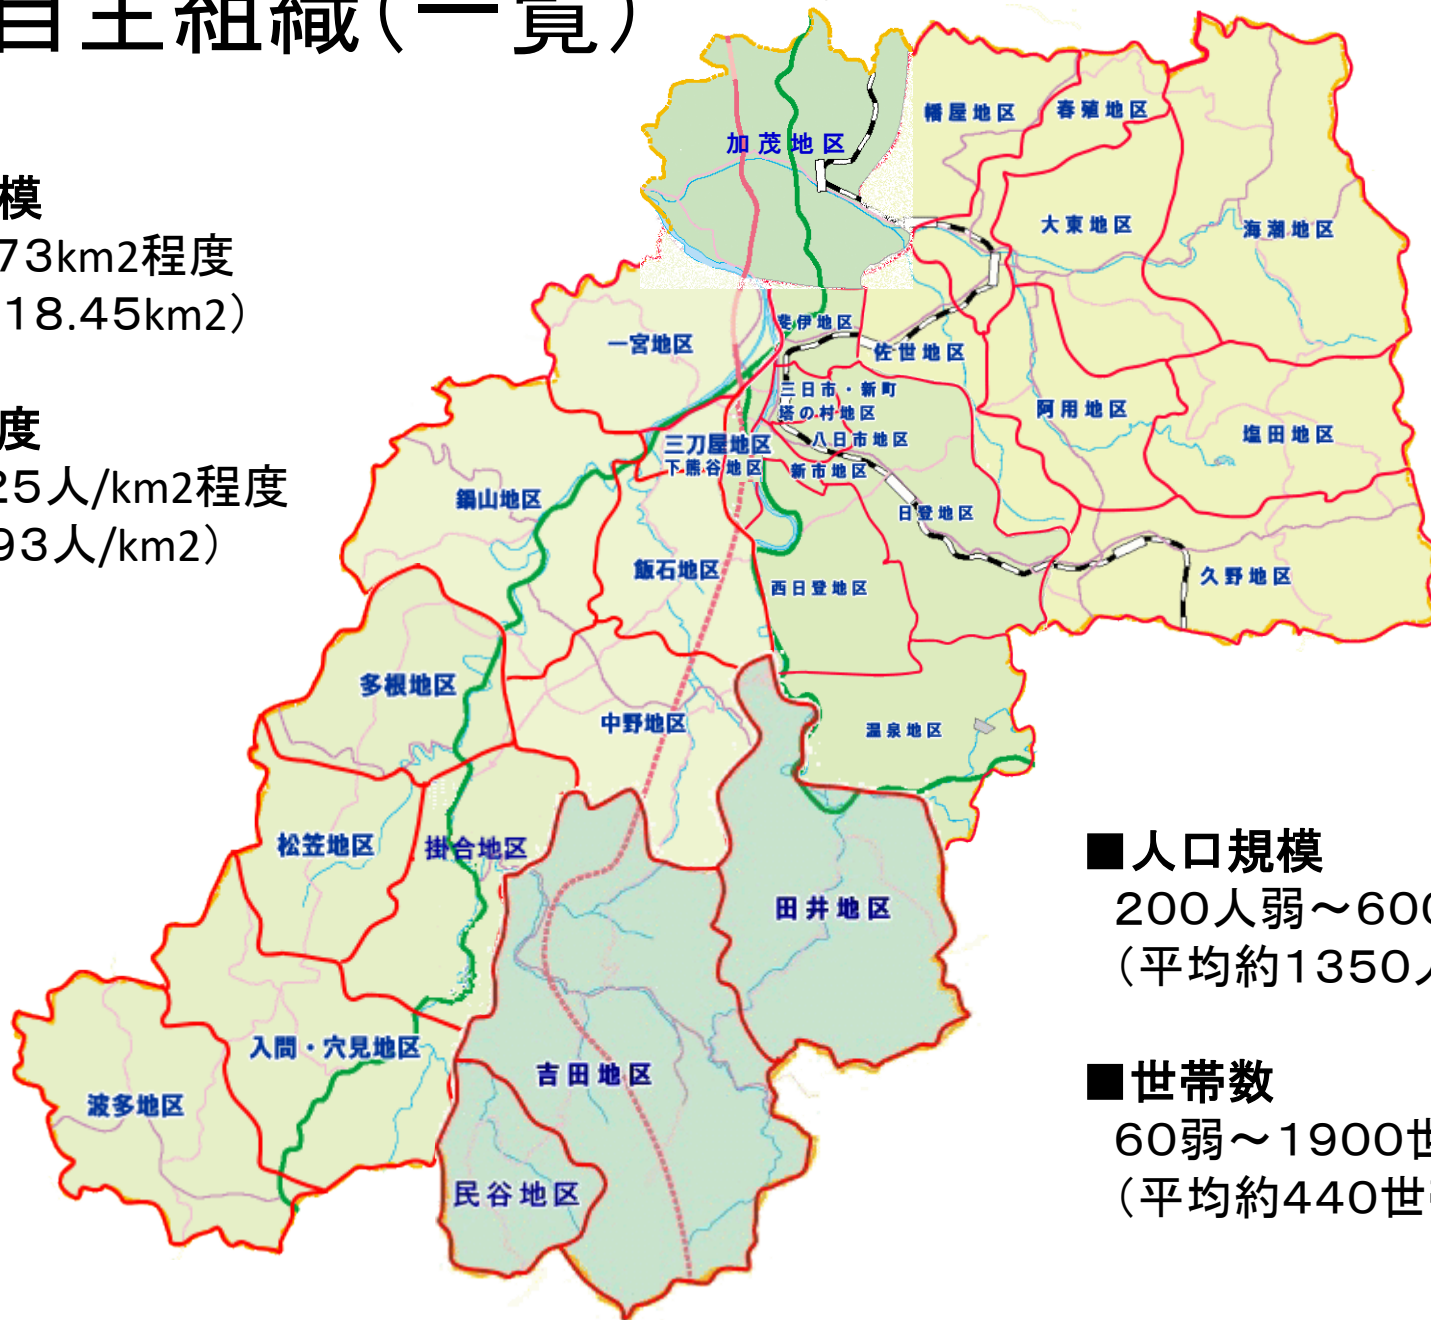 自主組織(一覧)
模
73km2程度
18.45km2)
度
25人/km2程度
93人/km2)
加茂地区
幡屋地区
春殖地区
大東地区
海潮地区
斐伊地区
一宮地区
佐世地区
三日市・新町
塔の村地区
阿用地区
塩田地区
八日市地区
三刀屋地区
下熊谷地区
新市地区
鍋山地区
日登地区
飯石地区
西日登地区
久野地区
多根地区
中野地区
温泉地区
松笠地区
掛合地区
田井地区
入間・穴見地区
吉田地区
波多地区
民谷地区
■人口規模
200人弱～600
(平均約1350人
■世帯数
60弱～1900世
(平均約440世帯